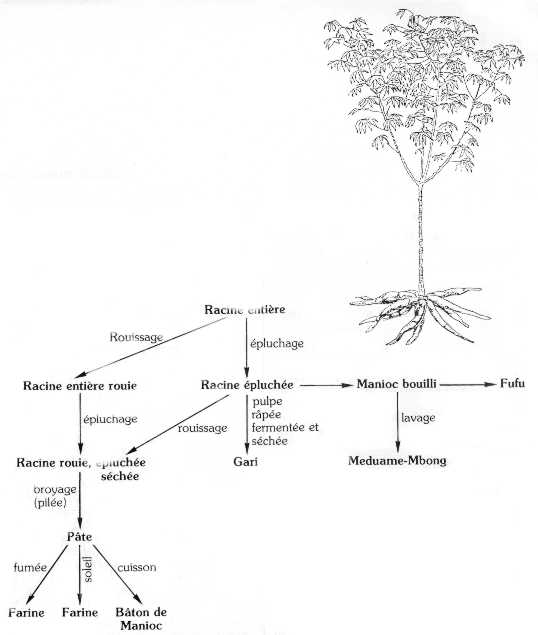 Racine entière
Rouissage
épluchage
Racine entière rouie
Racine épluchée
Manioc bouilli
Fufu
épluchage
rouissage
pulpe
râpée
fermentée et
séchée
lavage
Racine rouie, épluchée
séchée
Gari
Meduame-Mbong
broyage
(pilée)
Pâte
fumée
soleil
cuisson
Farine
Farine
Bâton de
Manioc